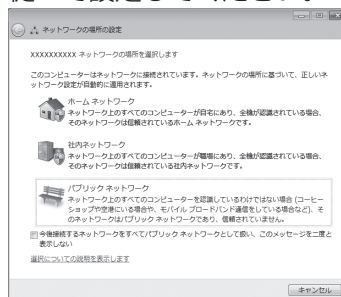 ネットワークの場所の設定
XXXXXXXXXX ネットワークの場所を選択します
このコンピューターはネットワークに接続されています。ネットワークの場所に基づいて、正しいネ
ットワーク設定が自動的に適用されます。
ホーム ネットワーク
ネットワーク上のすべてのコンピューターが自宅にあり、全機が認識されている場合、
そのネットワークは信頼されているホーム ネットワークです。
社内ネットワーク
ネットワーク上のすべてのコンピューターが職場にあり、全機が認識されている場合、
そのネットワークは信頼されている社内ネットワークです。
パブリック ネットワーク
ネットワーク上のすべてのコンピューターを認識しているわけではない場合 (コーヒー
ショップや空港にいる場合や、モバイル ブロードバンド通信をしている場合など)、そ
のネットワークはパブリック ネットワークであり、信頼されていません。
今後接続するネットワークをすべてパブリック ネットワークとして扱い、このメッセージを二度と
表示しない
選択についての説明を表示します
キャンセル